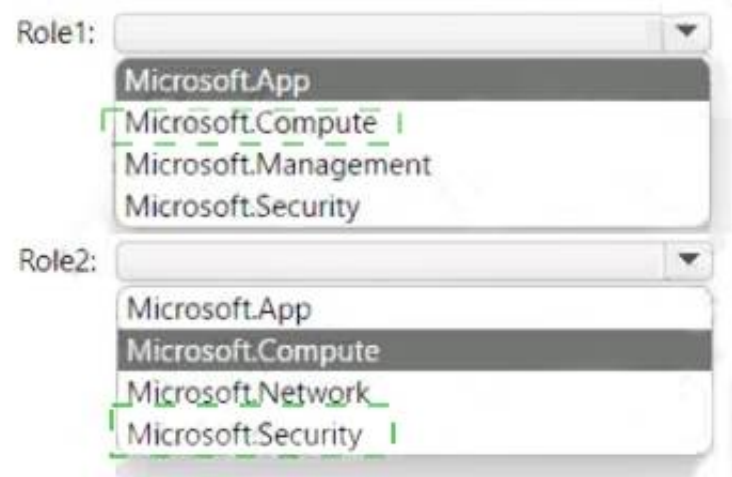 Role1:
Microsoft.App
Microsoft.Compute
Microsoft.Management
Microsoft.Security
Role2:
Microsoft.App
Microsoft.Compute
Microsoft.Network
Microsoft.Security